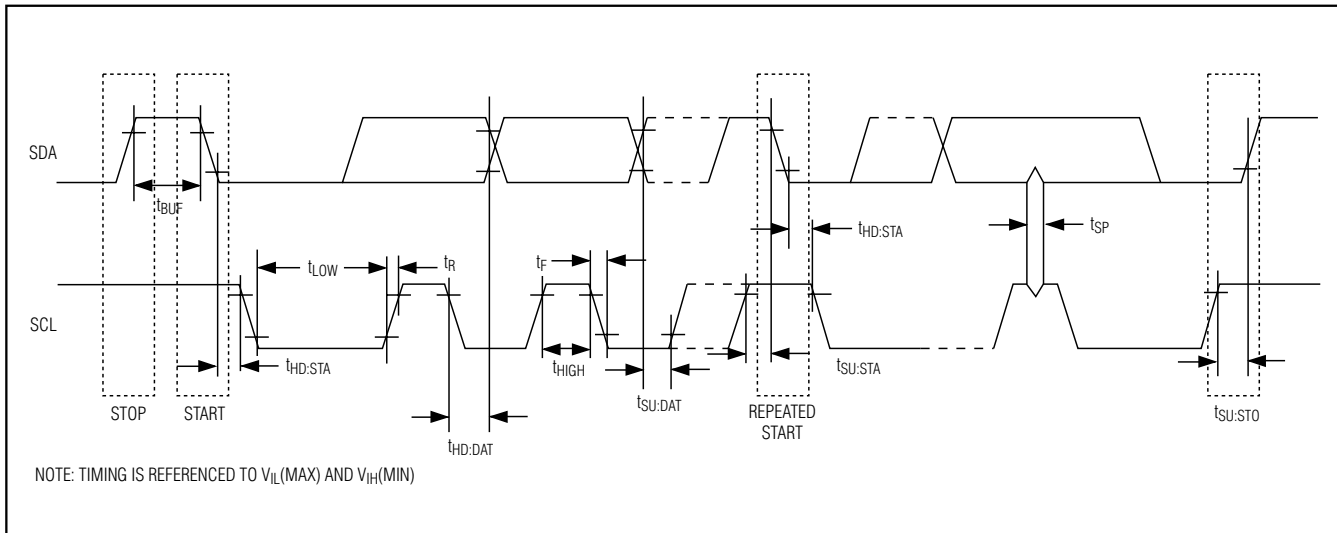 SDA
tBUF
tLOW
tR
tF
tHD:STA
tSP
SCL
tHD:STA
tHIGH
tSU:STA
tSU:DAT
STOP
START
REPEATED
START
tSU:STO
tHD:DAT
NOTE: TIMING IS REFERENCED TO VIL(MAX) AND VIH(MIN)